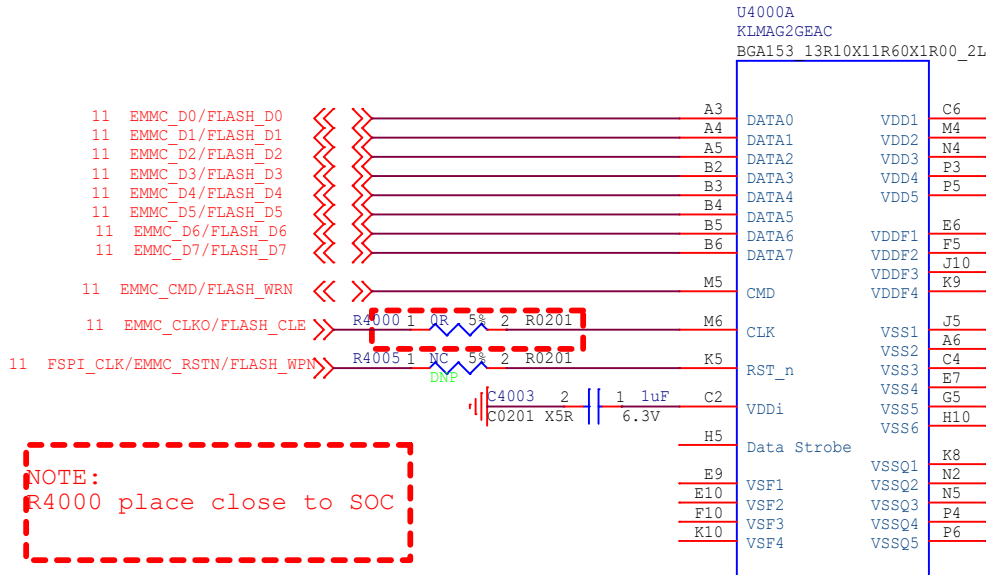 U4000A
KLMAG2GEAC
BGA153_13R10X11R60X1R00_2L
11 EMMC_D0/FLASH_D0 A3 DATA0 VDD1 C6
11 EMMC_D1/FLASH_D1 A4 DATA1 VDD2 M4
11 EMMC_D2/FLASH_D2 A5 DATA2 VDD3 N4
11 EMMC_D3/FLASH_D3 B2 DATA3 VDD4 P3
11 EMMC_D4/FLASH_D4 B3 DATA4 VDD5 P5
11 EMMC_D5/FLASH_D5 B4 DATA5
11 EMMC_D6/FLASH_D6 B5 DATA6 VDDF1 E6
11 EMMC_D7/FLASH_D7 B6 DATA7 VDDF2 F5
VDDF3 J10
11 EMMC_CMD/FLASH_WRN M5 CMD VDDF4 K9
11 EMMC_CLKO/FLASH_CLE R4000 1 0R 5% 2 R0201 M6 CLK VSS1 J5
VSS2 A6
11 FSPI_CLK/EMMC_RSTN/FLASH_WPN R4005 1 NC 5% 2 R0201 K5 RST_n VSS3 C4
DNP
VSS4 E7
C4003 2 1 1uF C2 VDDi VSS5 G5
C0201 X5R 6.3V
VSS6 H10
H5 Data Strobe
VSSQ1 K8
E9 VSF1 VSSQ2 N2
E10 VSF2 VSSQ3 N5
F10 VSF3 VSSQ4 P4
K10 VSF4 VSSQ5 P6
NOTE:
R4000 place close to SOC